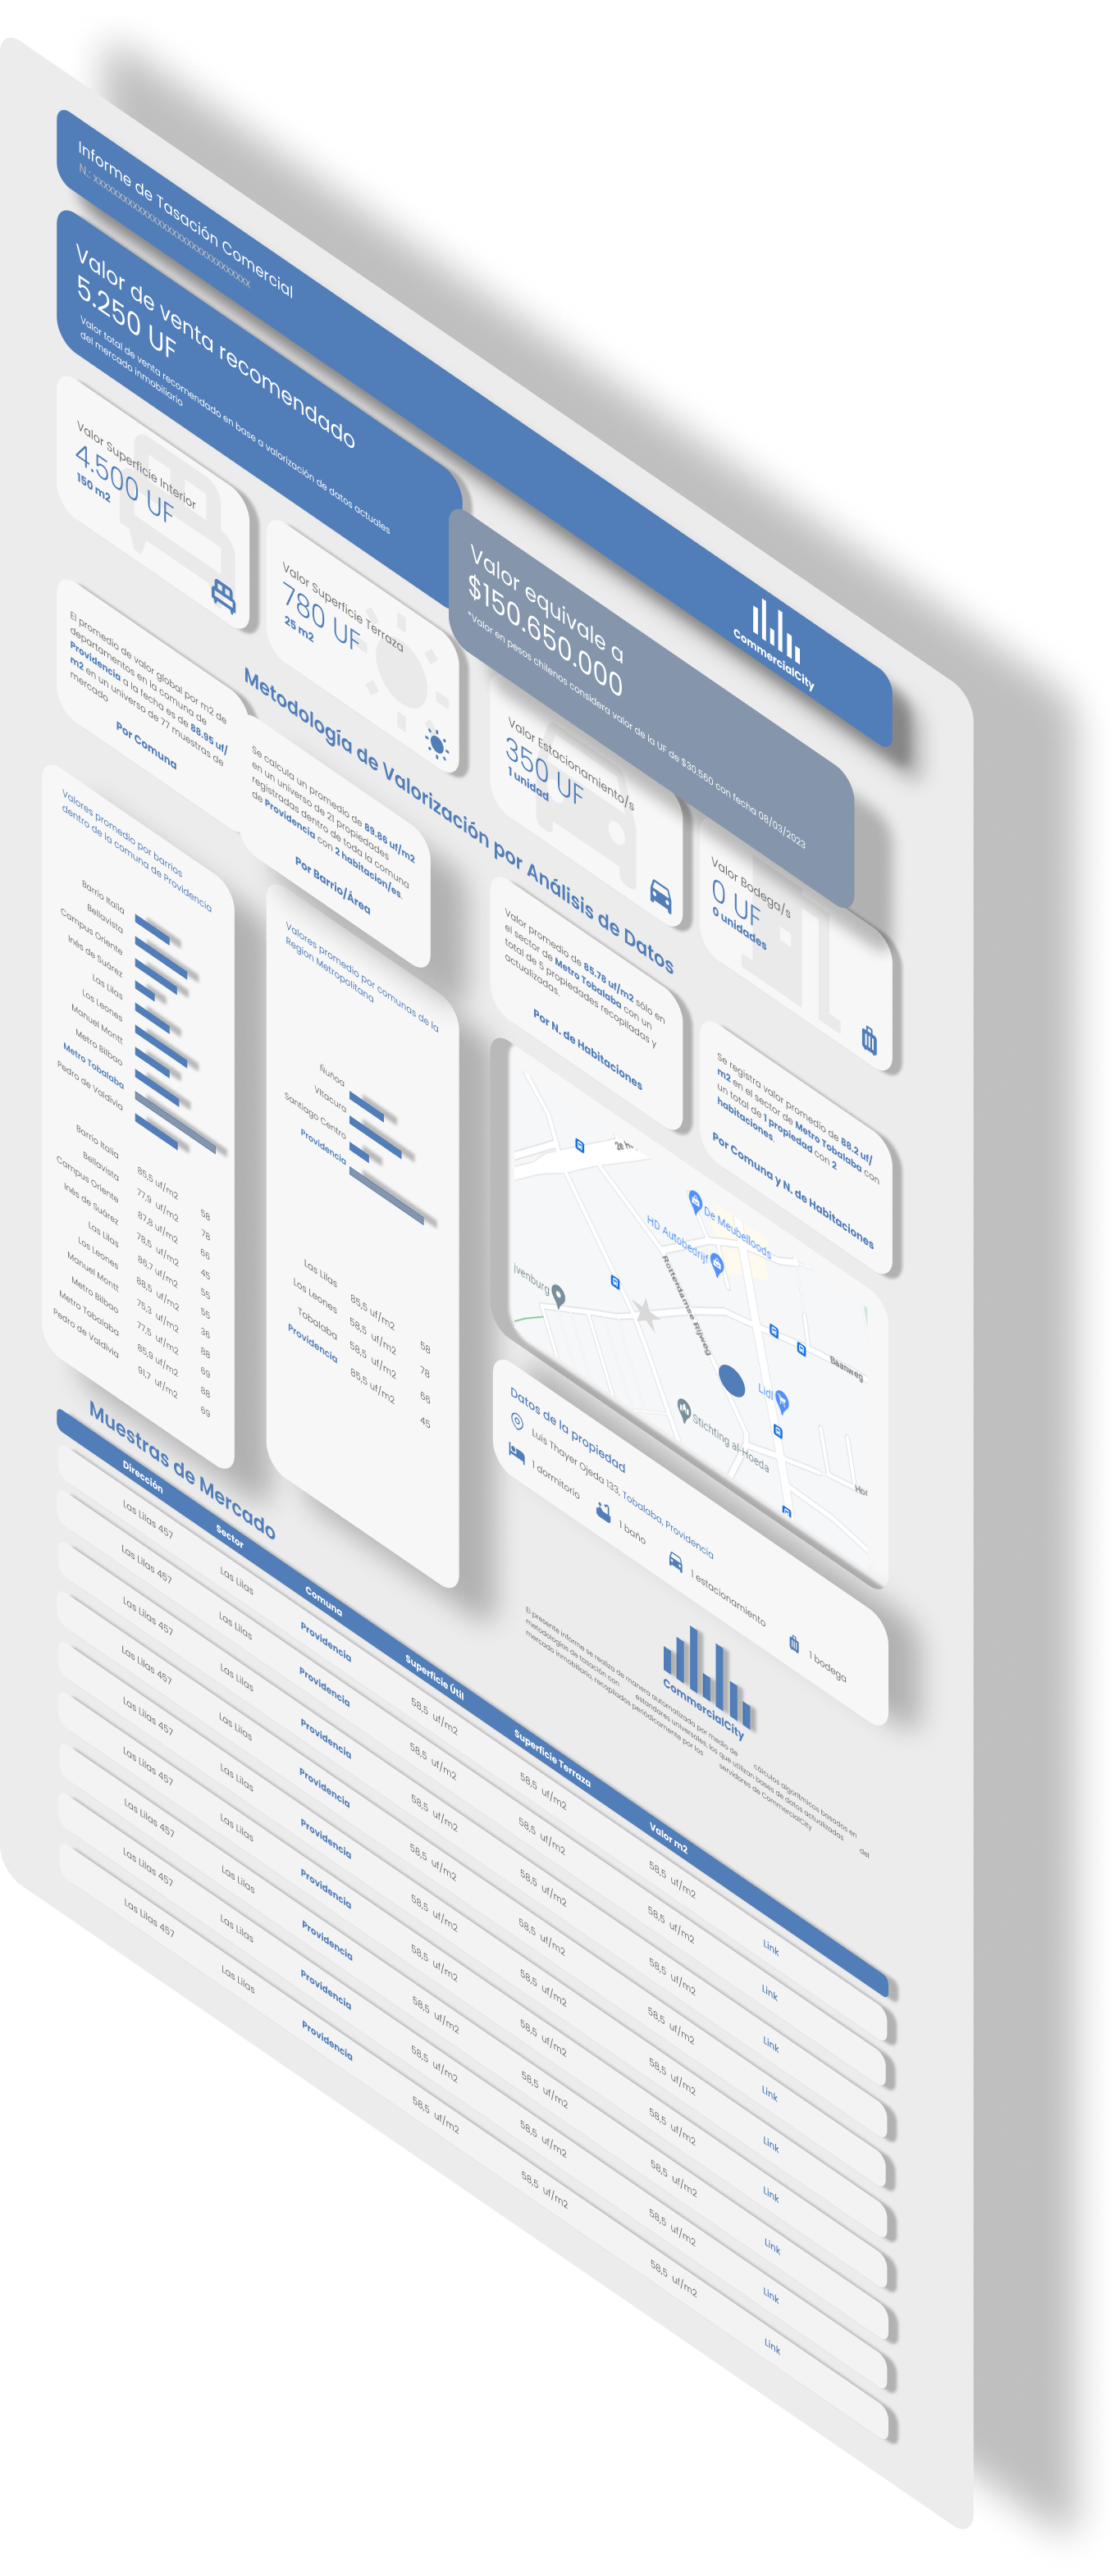 Informe de Tasación Comercial
N.: xxxxxxxxxxxxxxxxxxxxxxxxxxxxxxxxxx
CommercialCity
Valor de venta recomendado
5.250 UF
Valor total de venta recomendado en base a valorización de datos actuales
del mercado inmobiliario
Valor equivale a
$150.650.000
*Valor en pesos chilenos considera valor de la UF de $30.560 con fecha 08/03/2023
Valor Superficie Interior
4.500 UF
150 m2
Valor Superficie Terraza
780 UF
25 m2
Valor Estacionamiento/s
350 UF
1 unidad
Valor Bodega/s
0 UF
0 unidades
Metodología de Valorización por Análisis de Datos
El promedio de valor global por m2 de
departamentos en la comuna de
Providencia a la fecha es de 88.95 uf/
m2 en un universo de 77 muestras de
mercado
Por Comuna
Se calcula un promedio de 89.86 uf/m2
en un universo de 21 propiedades
registradas dentro de toda la comuna
de Providencia con 2 habitacion/es.
Por Barrio/Área
Valor promedio de 85.78 uf/m2 sólo en
el sector de Metro Tobalaba con un
total de 5 propiedades recopiladas y
actualizadas.
Por N. de Habitaciones
Se registra valor promedio de 88.2 uf/
m2 en el sector de Metro Tobalaba con
un total de 1 propiedad con 2
habitaciones.
Por Comuna y N. de Habitaciones
Valores promedio por barrios
dentro de la comuna de Providencia
Barrio Italia
Bellavista
Campus Oriente
Inés de Suárez
Las Lilas
Los Leones
Manuel Montt
Metro Bilbao
Metro Tobalaba
Pedro de Valdivia
Barrio Italia 85,5 uf/m2 58
Bellavista 77,9 uf/m2 78
Campus Oriente 87,8 uf/m2 66
Inés de Suárez 78,5 uf/m2 45
Las Lilas 86,7 uf/m2 55
Los Leones 88,5 uf/m2 55
Manuel Montt 75,3 uf/m2 36
Metro Bilbao 77,5 uf/m2 88
Metro Tobalaba 85,9 uf/m2 69
Pedro de Valdivia 91,7 uf/m2 88
69
Valores promedio por comunas de la
Region Metropolitana
Ñuñoa
Vitacura
Santiago Centro
Providencia
Las Lilas 85,5 uf/m2 58
Los Leones 58,5 uf/m2 78
Tobalaba 58,5 uf/m2 66
Providencia 85,5 uf/m2 45
De Meubelloods
HD Autobedrijf
Rotterdamse Rijweg
Baanweg
Lidl
Stichting al-Hoeda
Datos de la propiedad
Luis Thayer Ojeda 133, Tobalaba, Providencia
1 dormitorio
1 baño
1 estacionamiento
1 bodega
CommercialCity
El presente informe se realiza de manera automatizada por medio de cálculos algorítmicos basados en
metodologías de tasación con estandares universales, los que utilizan bases de datos actualizadas del
mercado inmobiliario, recopilados periódicamente por los servidores de CommercialCity
Muestras de Mercado
Dirección Sector Comuna Superficie Útil Superficie Terraza Valor m2
Las Lilas 457 Las Lilas Providencia 58,5 uf/m2 58,5 uf/m2 58,5 uf/m2 Link
Las Lilas 457 Las Lilas Providencia 58,5 uf/m2 58,5 uf/m2 58,5 uf/m2 Link
Las Lilas 457 Las Lilas Providencia 58,5 uf/m2 58,5 uf/m2 58,5 uf/m2 Link
Las Lilas 457 Las Lilas Providencia 58,5 uf/m2 58,5 uf/m2 58,5 uf/m2 Link
Las Lilas 457 Las Lilas Providencia 58,5 uf/m2 58,5 uf/m2 58,5 uf/m2 Link
Las Lilas 457 Las Lilas Providencia 58,5 uf/m2 58,5 uf/m2 58,5 uf/m2 Link
Las Lilas 457 Las Lilas Providencia 58,5 uf/m2 58,5 uf/m2 58,5 uf/m2 Link
Las Lilas 457 Las Lilas Providencia 58,5 uf/m2 58,5 uf/m2 58,5 uf/m2 Link
Las Lilas 457 Las Lilas Providencia 58,5 uf/m2 58,5 uf/m2 58,5 uf/m2 Link